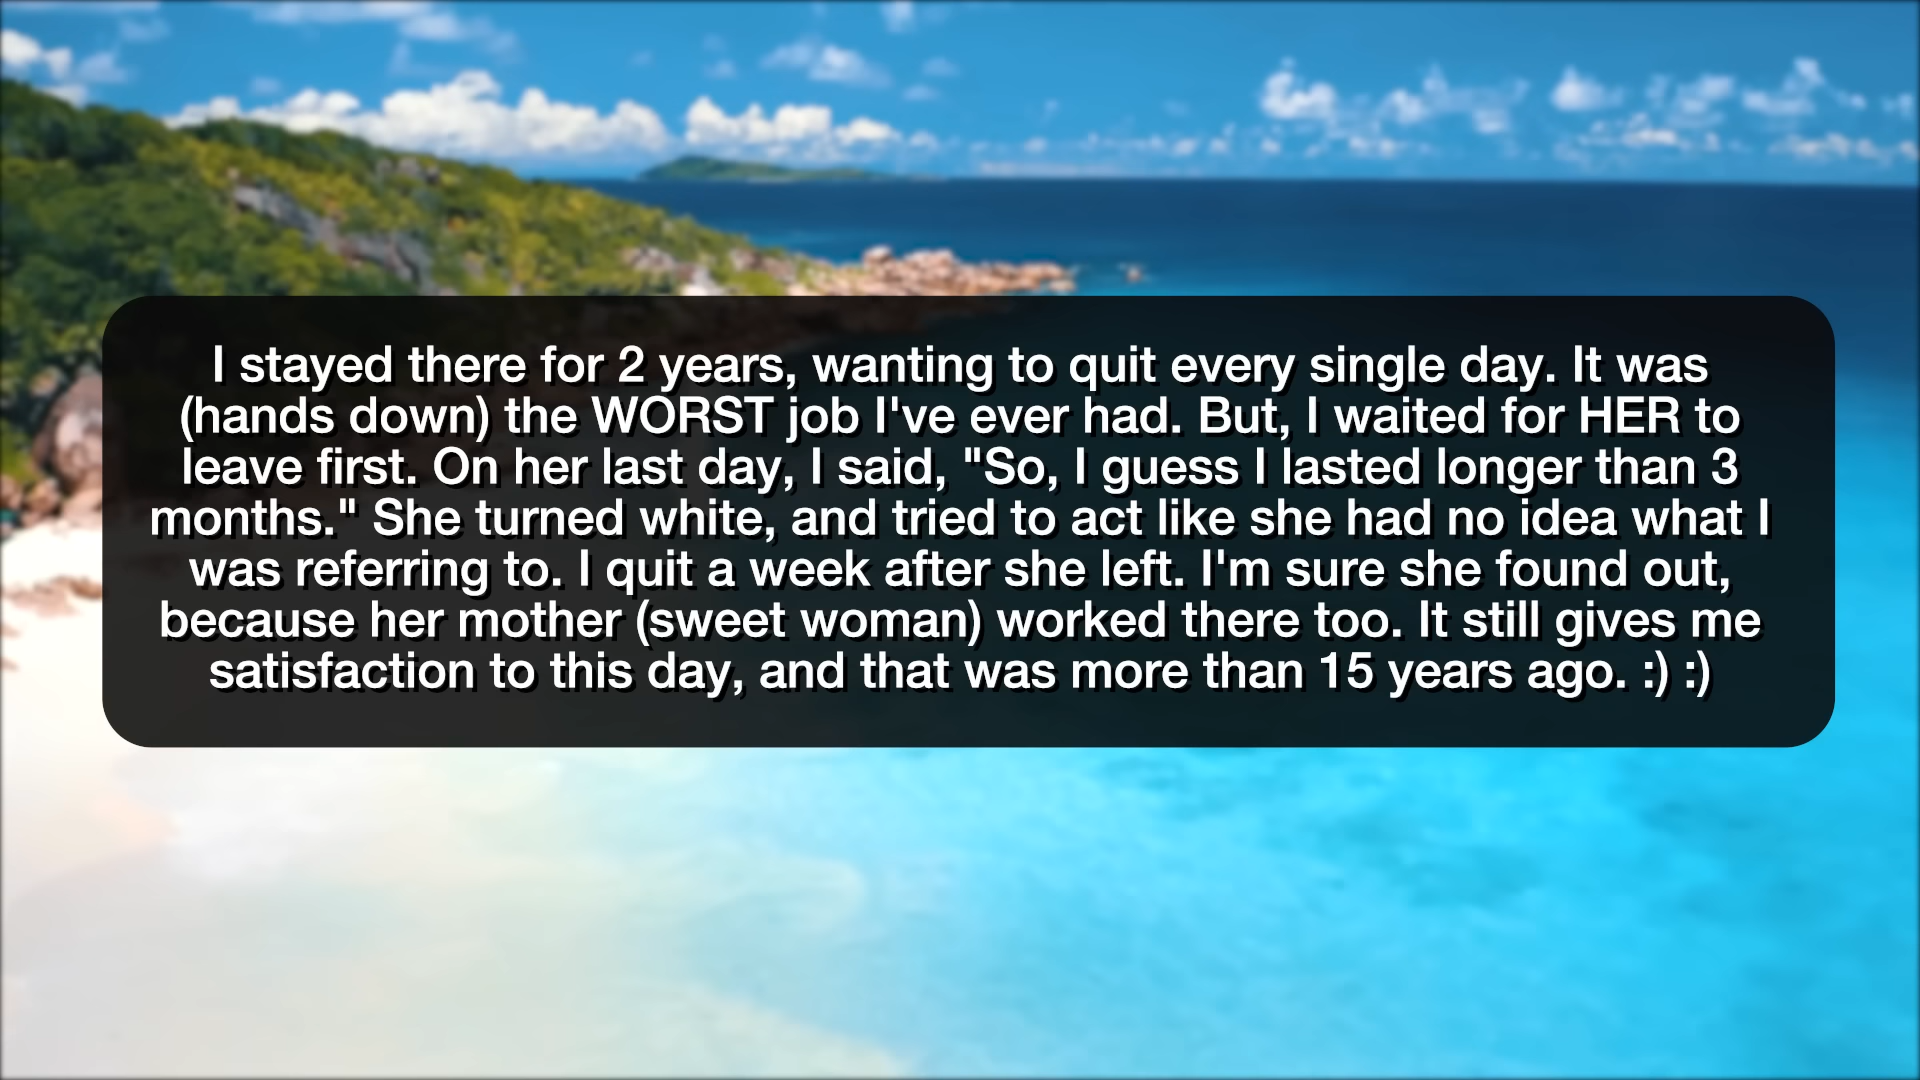 I stayed there for 2 years, wanting to quit every single day. It was
(hands down) the WORST job I've ever had. But, I waited for HER to
leave first. On her last day, I said, "So, I guess I lasted longer than 3
months." She turned white, and tried to act like she had no idea what I
was referring to. I quit a week after she left. I'm sure she found out,
because her mother (sweet woman) worked there too. It still gives me
satisfaction to this day, and that was more than 15 years ago. :) :)